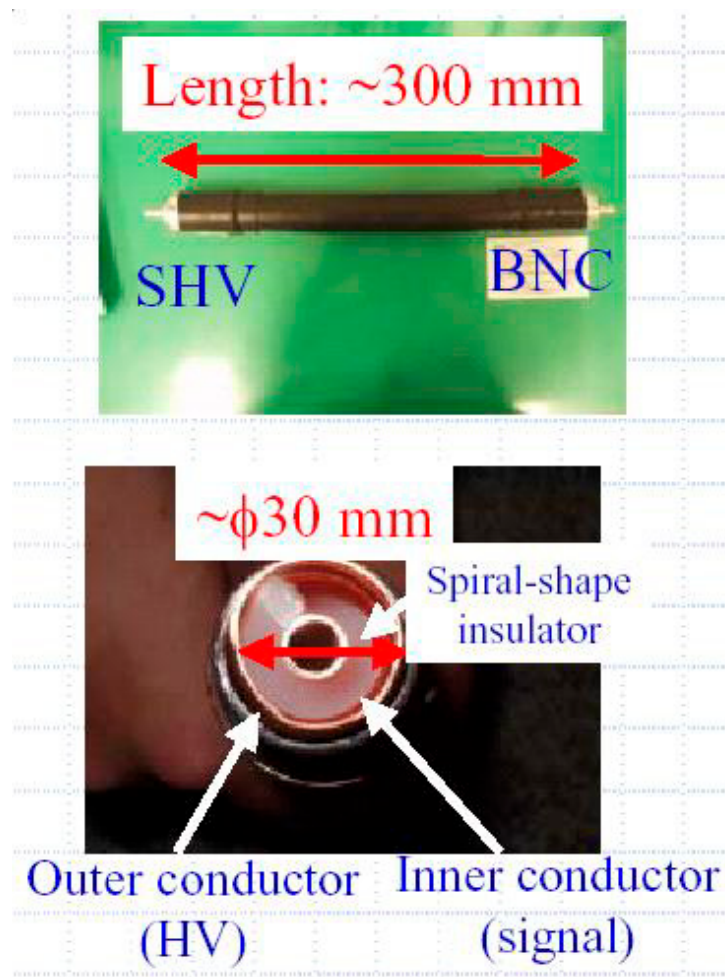 Length: ~300 mm
SHV
BNC
~ϕ30 mm
Spiral-shape
insulator
Outer conductor
(HV)
Inner conductor
(signal)